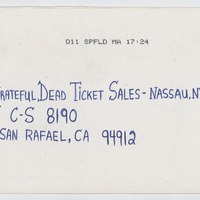 011 SPFLD MA 17:24
GRATEFUL DEAD TICKET SALES - NASSAU, NY
C-S 8190
SAN RAFAEL, CA 94912